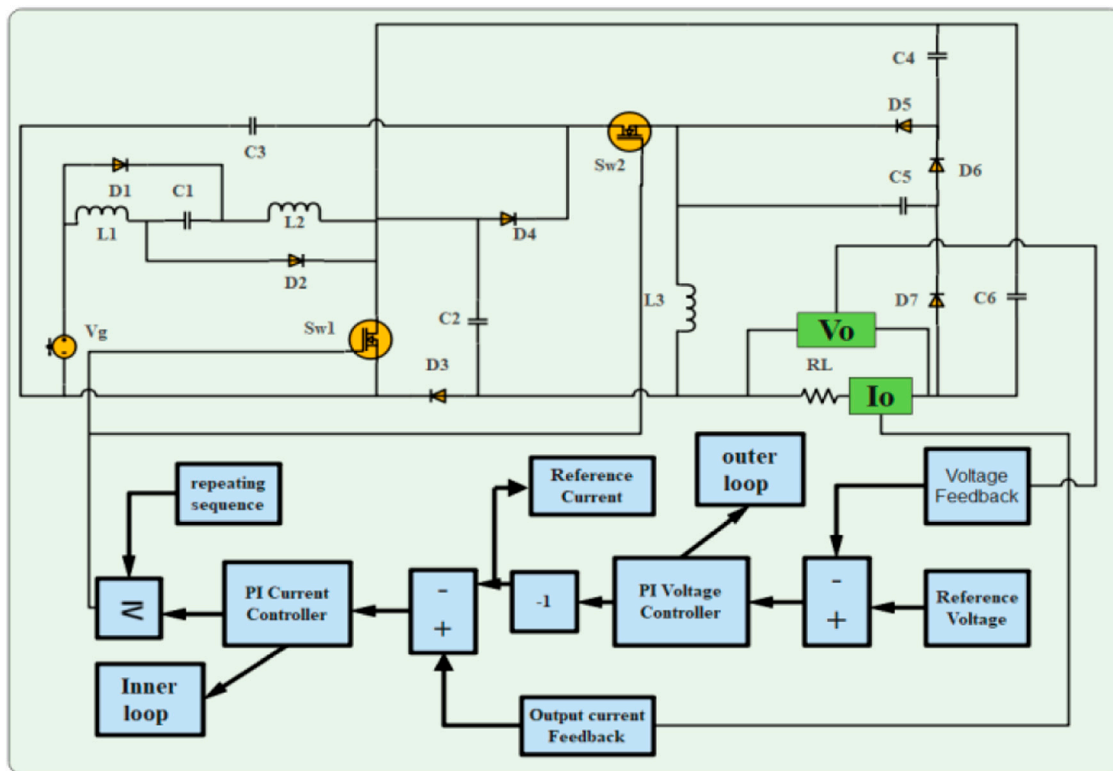 C4
D5
C3
Sw2
D6
C5
D1
C1
L1
L2
D4
D2
L3
D7
C6
Vg
Sw1
C2
Vo
D3
RL
Io
repeating
sequence
Reference
Current
outer
loop
Voltage
Feedback
≥
PI Current
Controller
-
+
-1
PI Voltage
Controller
-
+
Reference
Voltage
Inner
loop
Output current
Feedback